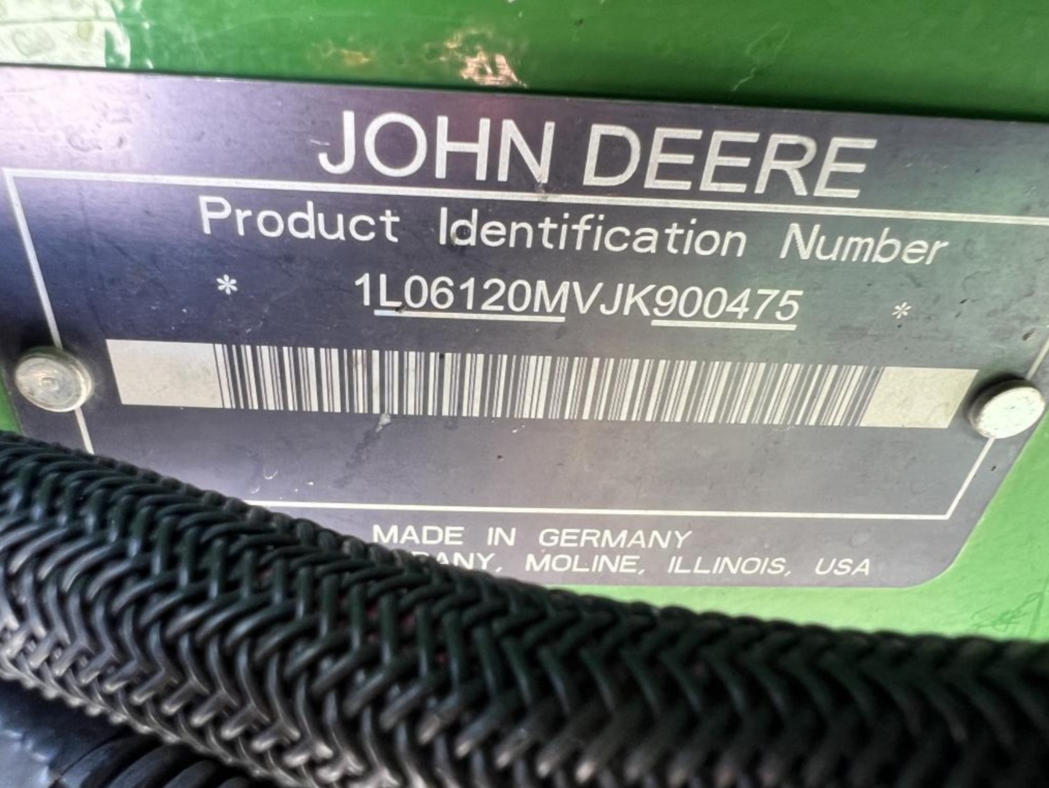 JOHN DEERE
Product Identification Number
* 1L06120MVJK900475 *
MADE IN GERMANY
MOLINE, ILLINOIS, USA